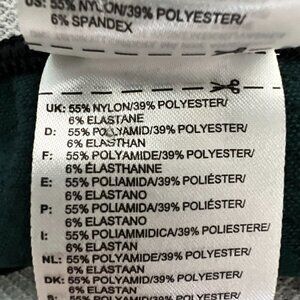 US: 55% NYLON/39% POLYESTER/
6% SPANDEX
UK: 55% NYLON/39% POLYESTER/
6% ELASTANE
D: 55% POLYAMID/39% POLYESTER/
6% ELASTHAN
F: 55% POLYAMIDE/39% POLYESTER/
6% ÉLASTHANNE
E: 55% POLIAMIDA/39% POLIÉSTER/
6% ELASTANO
P: 55% POLIAMIDA/39% POLIÉSTER/
6% ELASTANO
I: 55% POLIAMMIDICA/39% POLIESTERE/
6% ELASTAN
NL: 55% POLYAMIDE/39% POLYESTER/
6% ELASTAAN
DK: 55% POLYAMID/39% POLYESTER/
6% ELASTAN